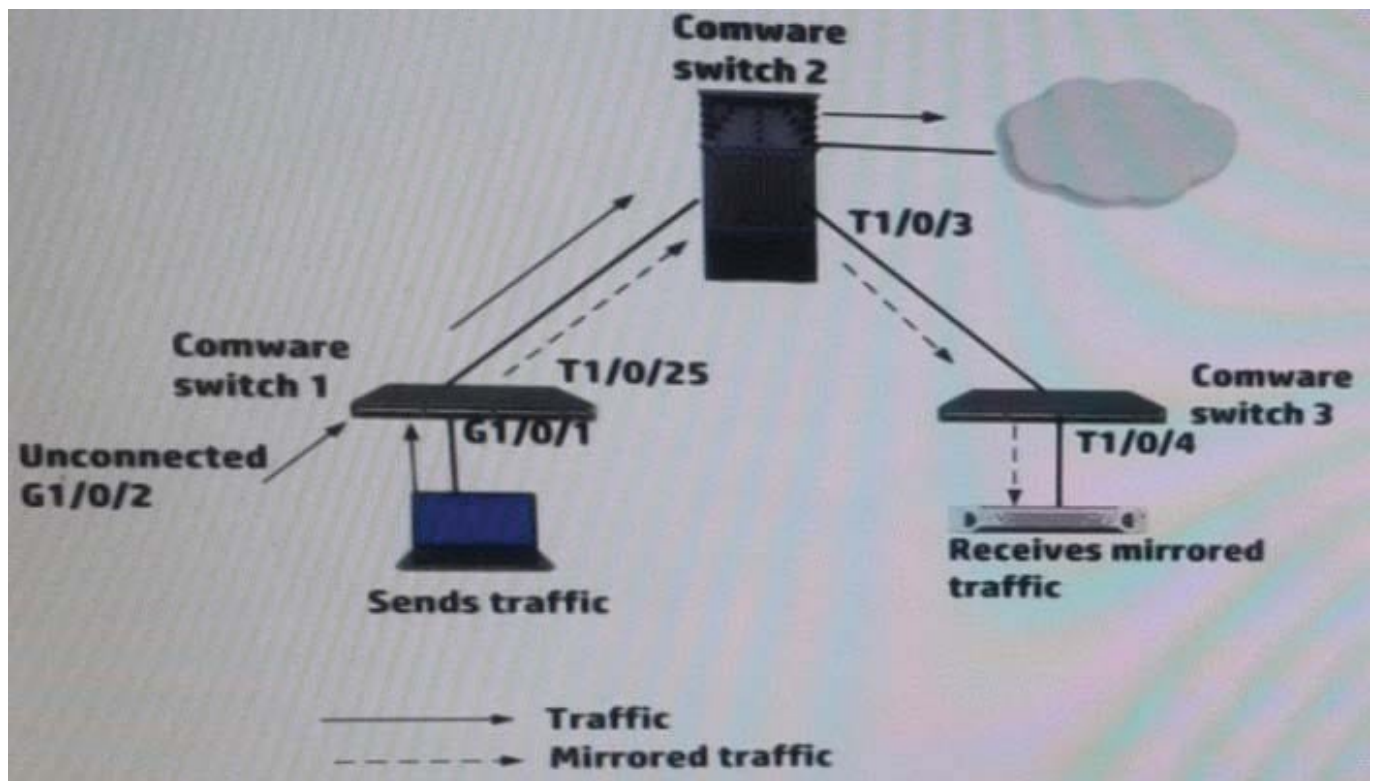 Comware
switch 2
T1/0/3
Comware
switch 1
T1/0/25
Comware
switch 3
G1/0/1
T1/0/4
Unconnected
G1/0/2
Receives mirrored
traffic
Sends traffic
Traffic
Mirrored traffic